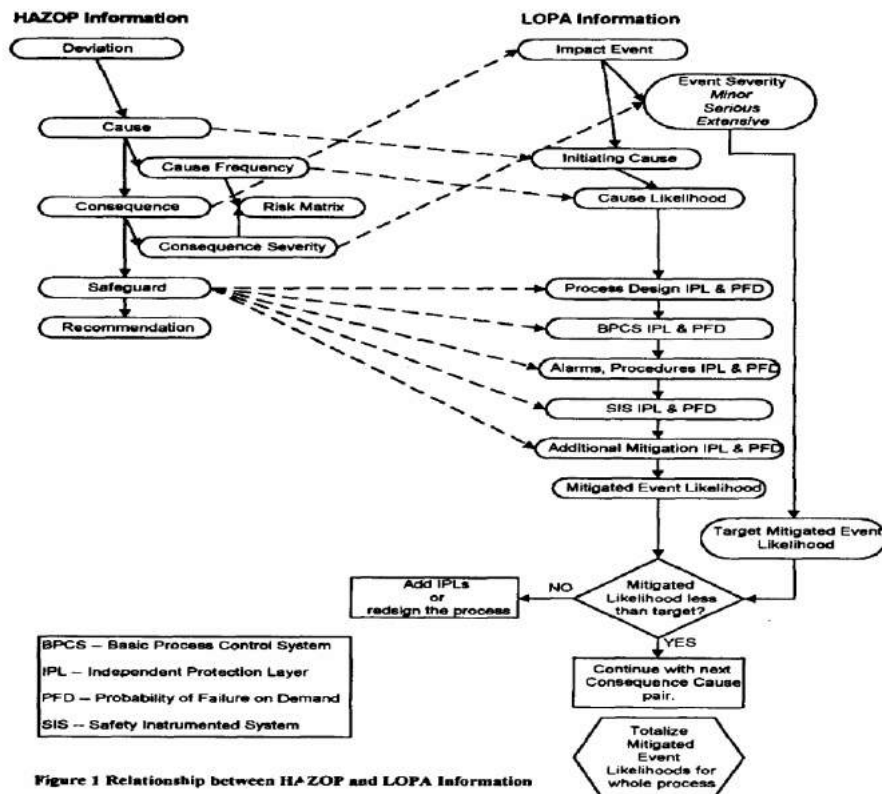 HAZOP Information
LOPA Information
Deviation
Impact Event
Event Severity
Minor
Serious
Extensive
Cause
Initiating Cause
Cause Frequency
Cause Likelihood
Consequence
Risk Matrix
Consequence Severity
Safeguard
Process Design IPL & PFD
Recommendation
BPCS IPL & PFD
Alarms, Procedures IPL & PFD
SIS IPL & PFD
Additional Mitigation IPL & PFD
Mitigated Event Likelihood
Target Mitigated Event
Likelihood
Add IPLs
or
redsign the process
NO
Mitigated
Likelihood less
than target?
YES
Continue with next
Consequence Cause
pair.
BPCS -- Basic Process Control System
IPL -- Independent Protection Layer
PFD -- Probability of Failure on Demand
SIS -- Safety Instrumented System
Totalize
Mitigated
Event
Likelihoods for
whole process
Figure 1 Relationship between HAZOP and LOPA Information